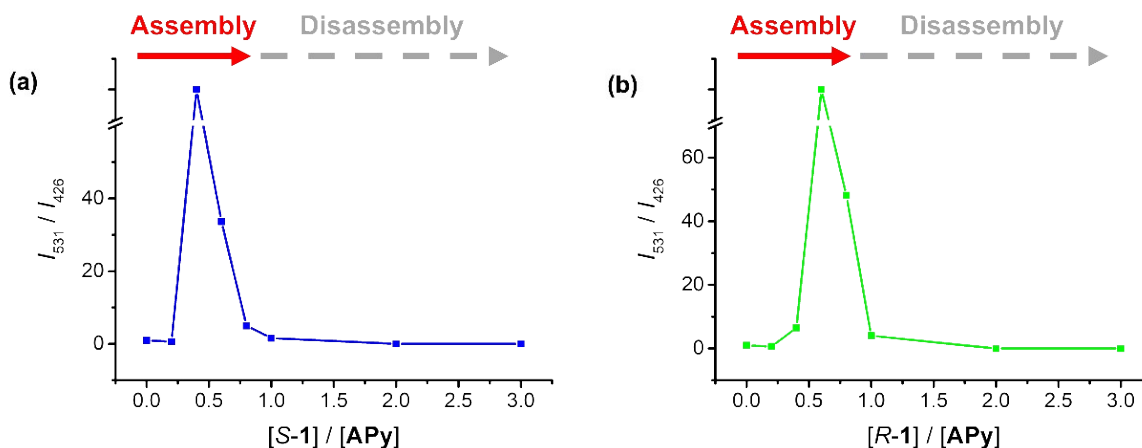 Assembly Disassembly
(a)
I531 / I426
40
20
0
0.0 0.5 1.0 1.5 2.0 2.5 3.0
[S-1] / [APy]
Assembly Disassembly
(b)
I531 / I426
60
40
20
0
0.0 0.5 1.0 1.5 2.0 2.5 3.0
[R-1] / [APy]